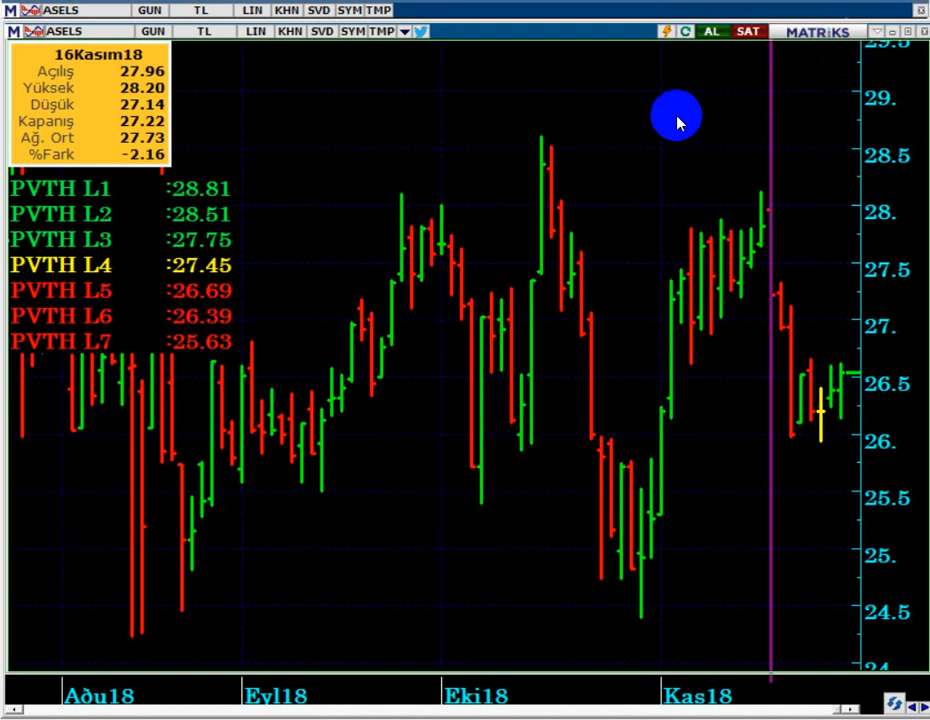 M ASELS GUN TL LIN KHN SVD SYM TMP
M ASELS GUN TL LIN KHN SVD SYM TMP AL SAT MATRiKS
16Kasım18
Açılış 27.96
Yüksek 28.20
Düşük 27.14
Kapanış 27.22
Ağ. Ort 27.73
%Fark -2.16
PVTH L1 :28.81
PVTH L2 :28.51
PVTH L3 :27.75
PVTH L4 :27.45
PVTH L5 :26.69
PVTH L6 :26.39
PVTH L7 :25.63
29.5
29.
28.5
28.
27.5
27.
26.5
26.
25.5
25.
24.5
24
Aðu18 Eyl18 Eki18 Kas18